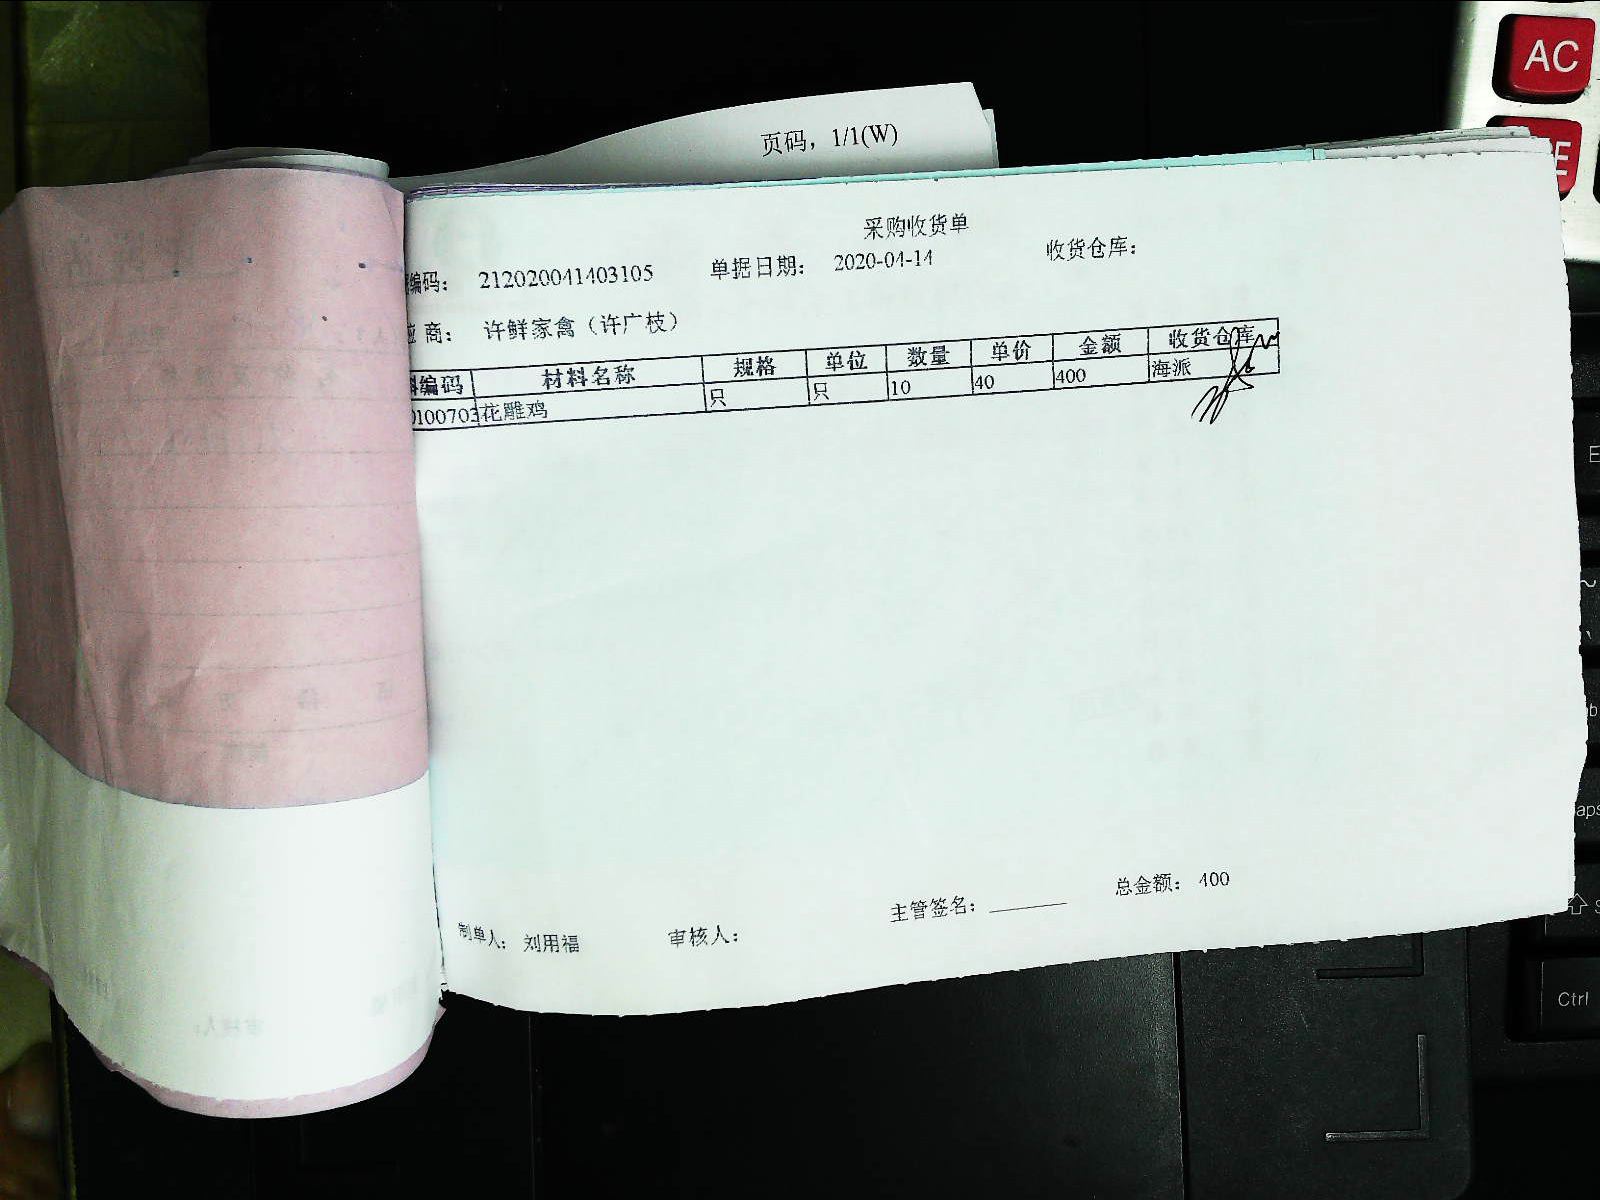 页码，1/1(W)
采购收货单
编码： 212020041403105 单据日期： 2020-04-14 收货仓库：
应商： 许鲜家禽（许广枝）
料编码 材料名称 规格 单位 数量 单价 金额 收货仓库
0100703 花雕鸡 只 只 10 40 400 海派
总金额： 400
主管签名：
制单人： 刘用福 审核人：
AC
Ctrl